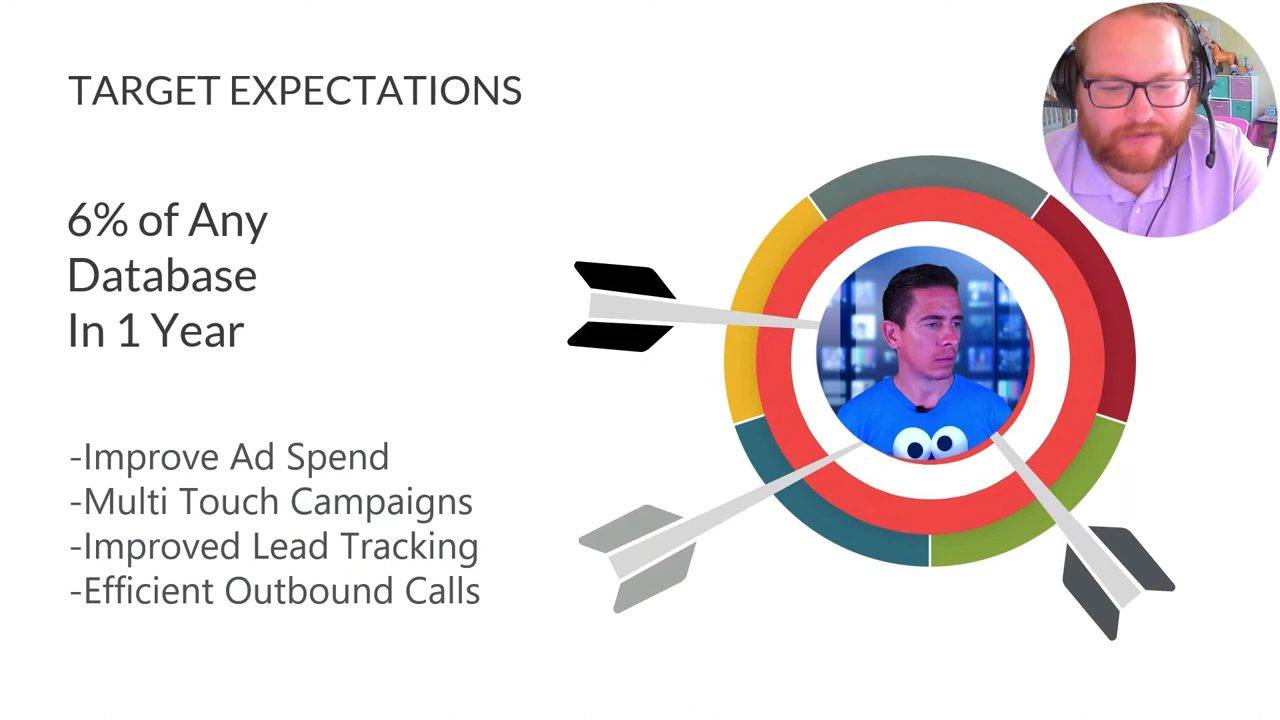 TARGET EXPECTATIONS
6% of Any
Database
In 1 Year
-Improve Ad Spend
-Multi Touch Campaigns
-Improved Lead Tracking
-Efficient Outbound Calls